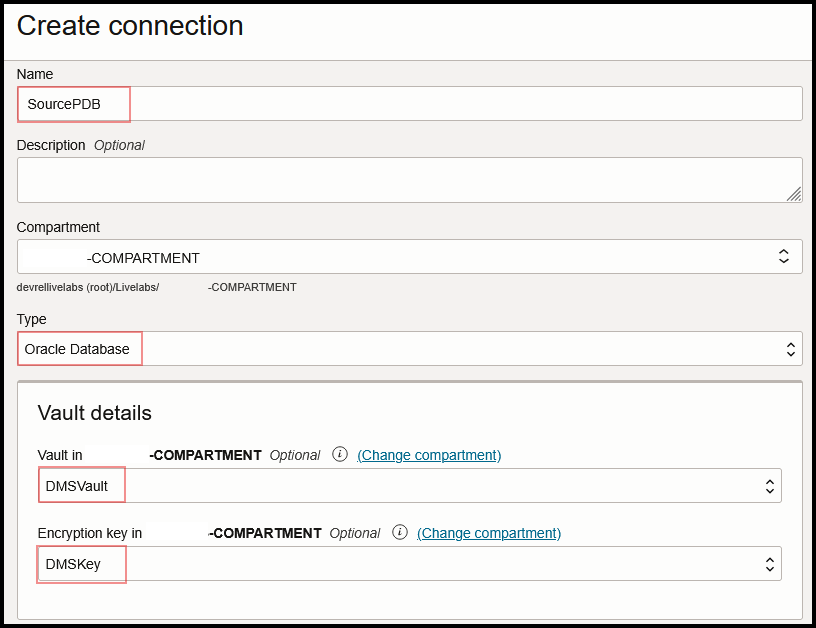 Create connection
Name
SourcePDB
Description Optional
Compartment
-COMPARTMENT
devrellivelabs (root)/Livelabs/ -COMPARTMENT
Type
Oracle Database
Vault details
Vault in -COMPARTMENT Optional i (Change compartment)
DMSVault
Encryption key in -COMPARTMENT Optional i (Change compartment)
DMSKey